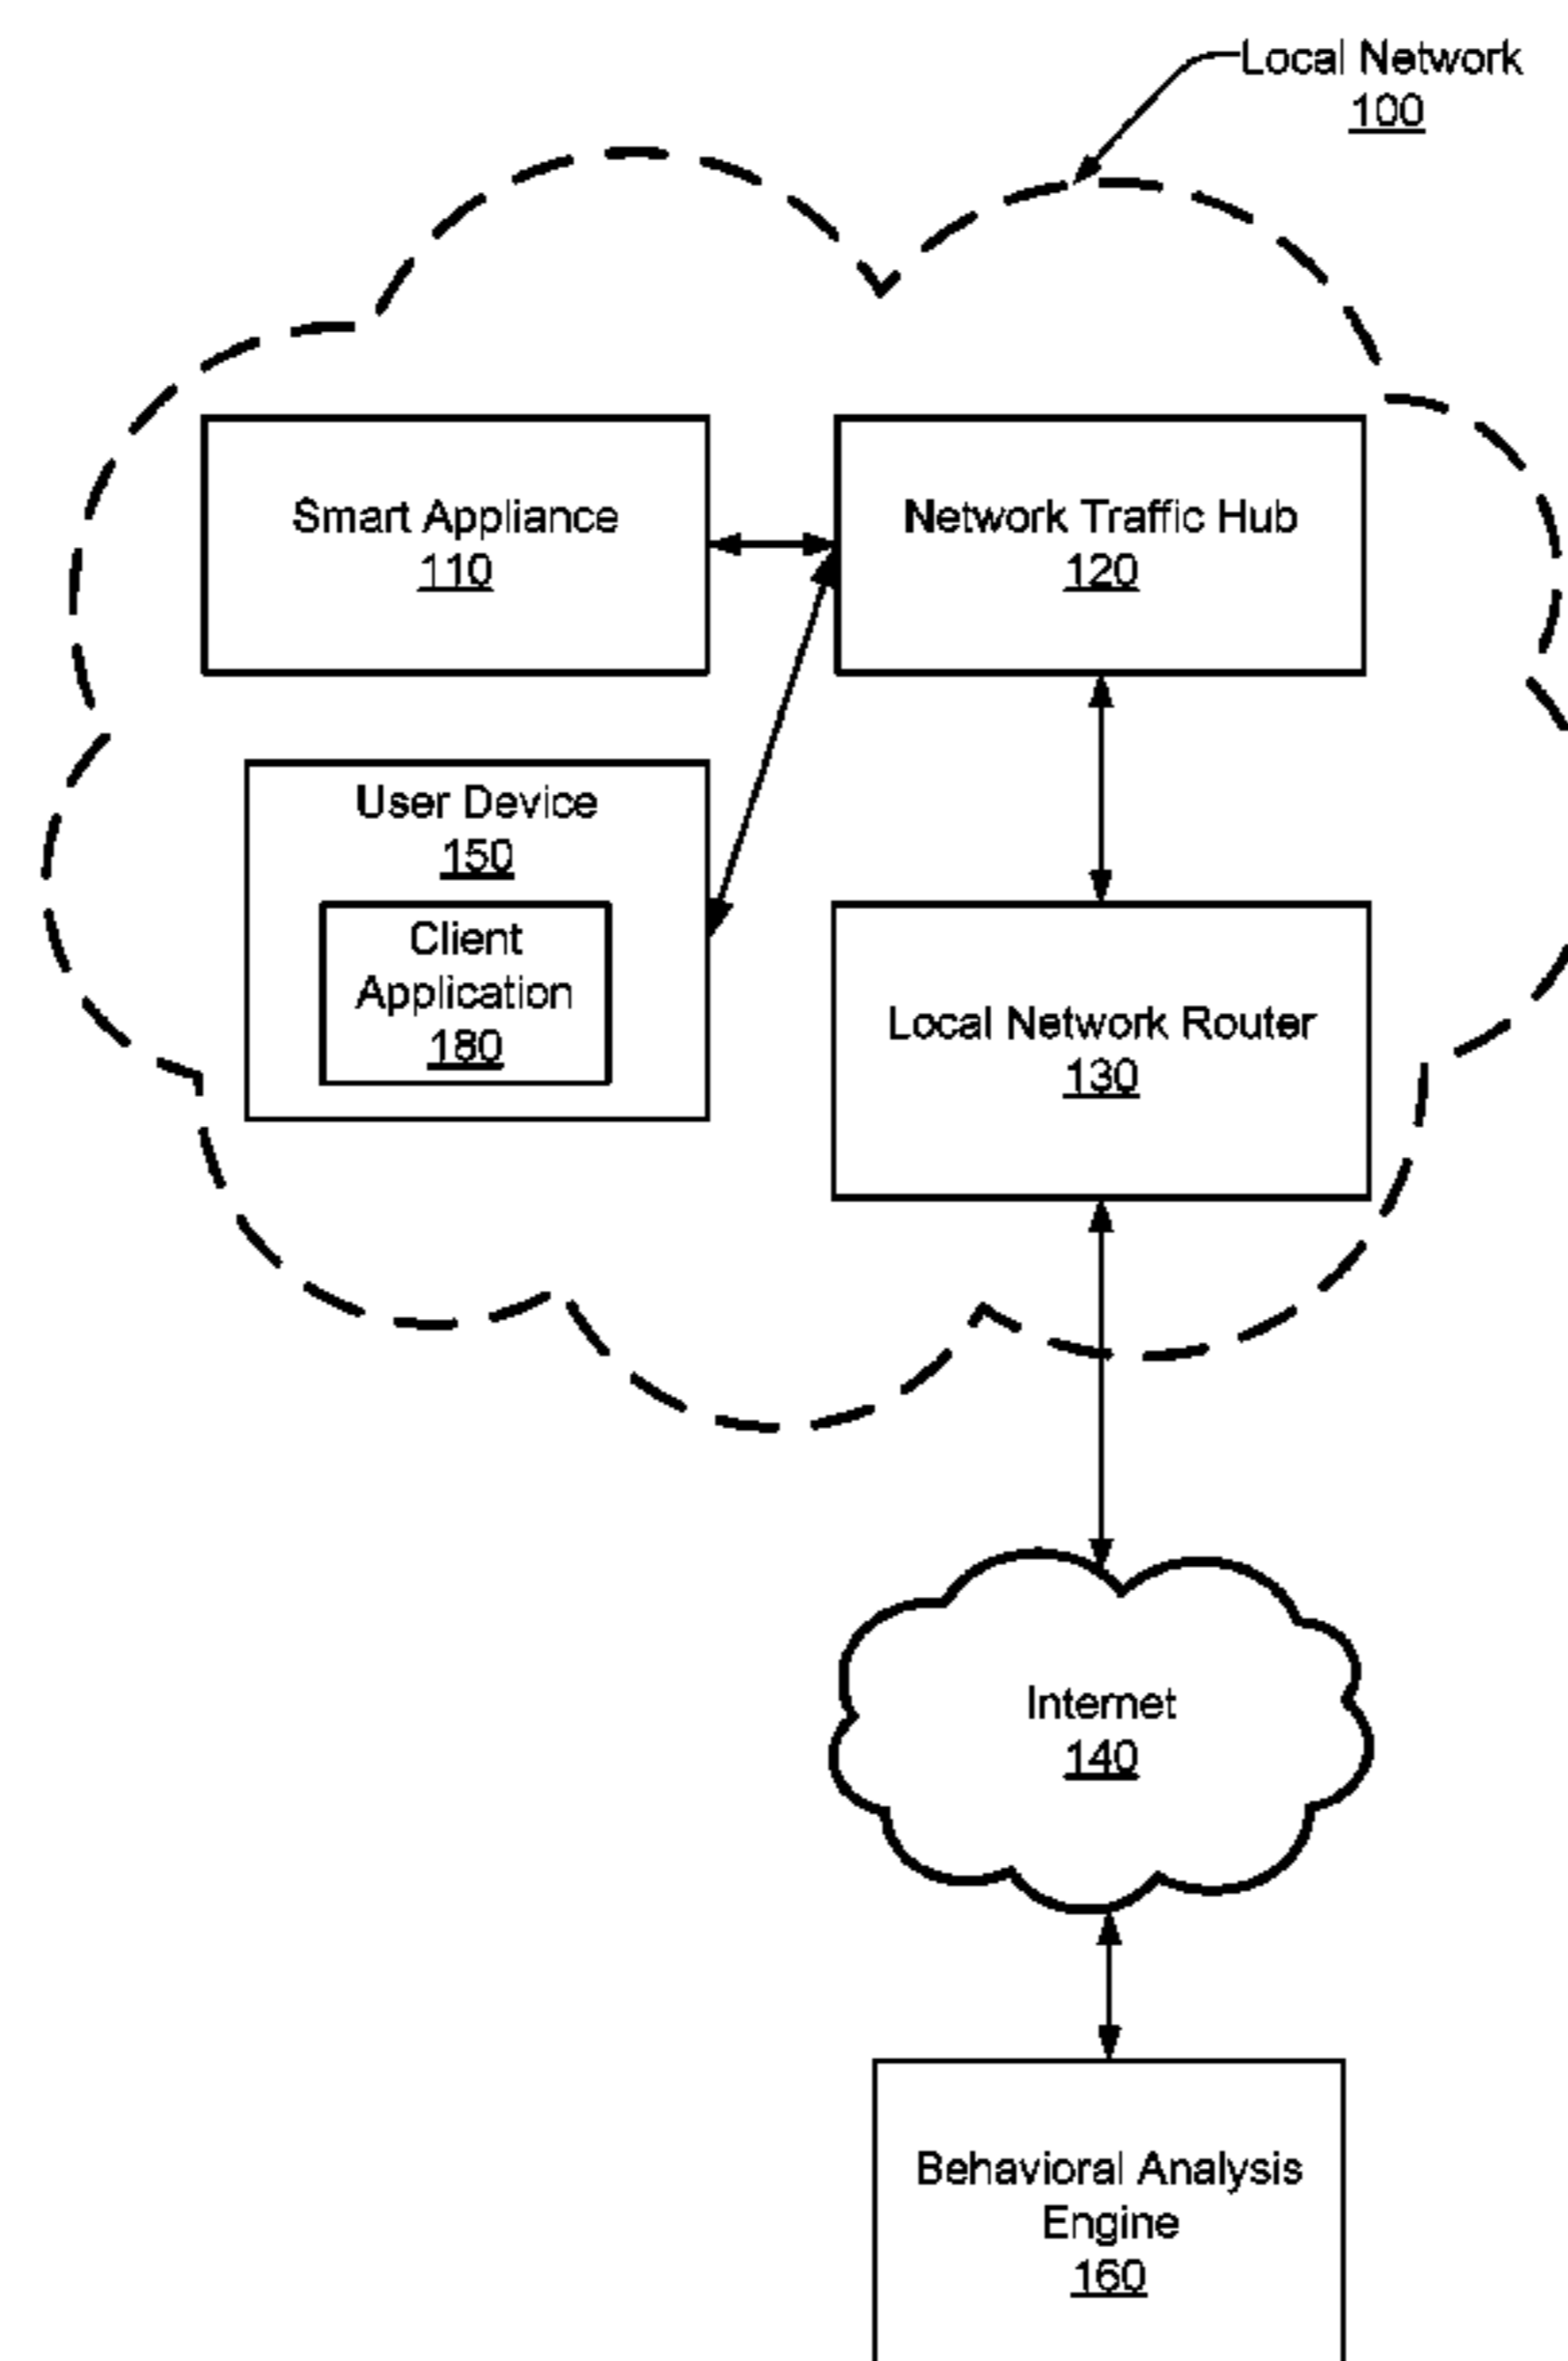 Local Network
100
Smart Appliance
110
Network Traffic Hub
120
User Device
150
Client
Application
180
Local Network Router
130
Internet
140
Behavioral Analysis
Engine
160